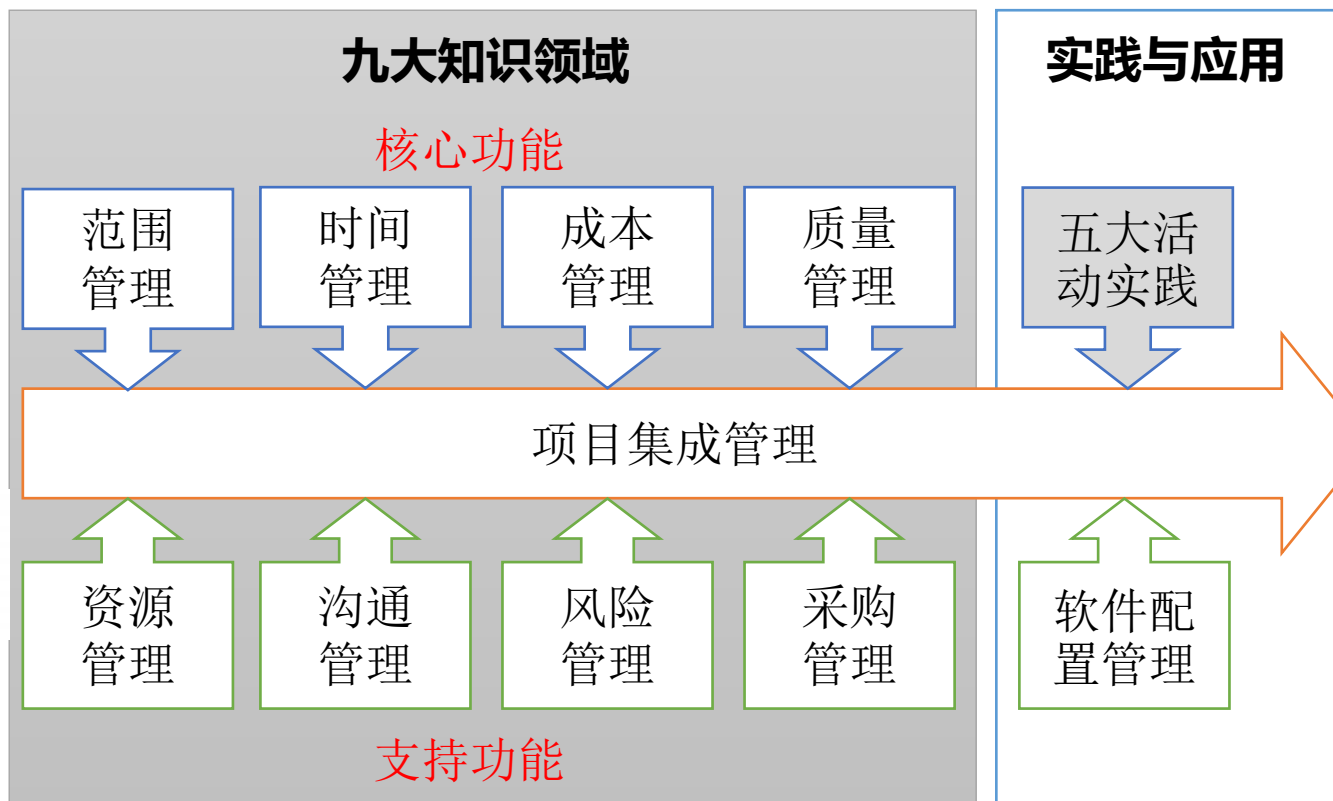 九大知识领域
实践与应用
核心功能
范围
管理
时间
管理
成本
管理
质量
管理
五大活
动实践
项目集成管理
资源
管理
沟通
管理
风险
管理
采购
管理
软件配
置管理
支持功能